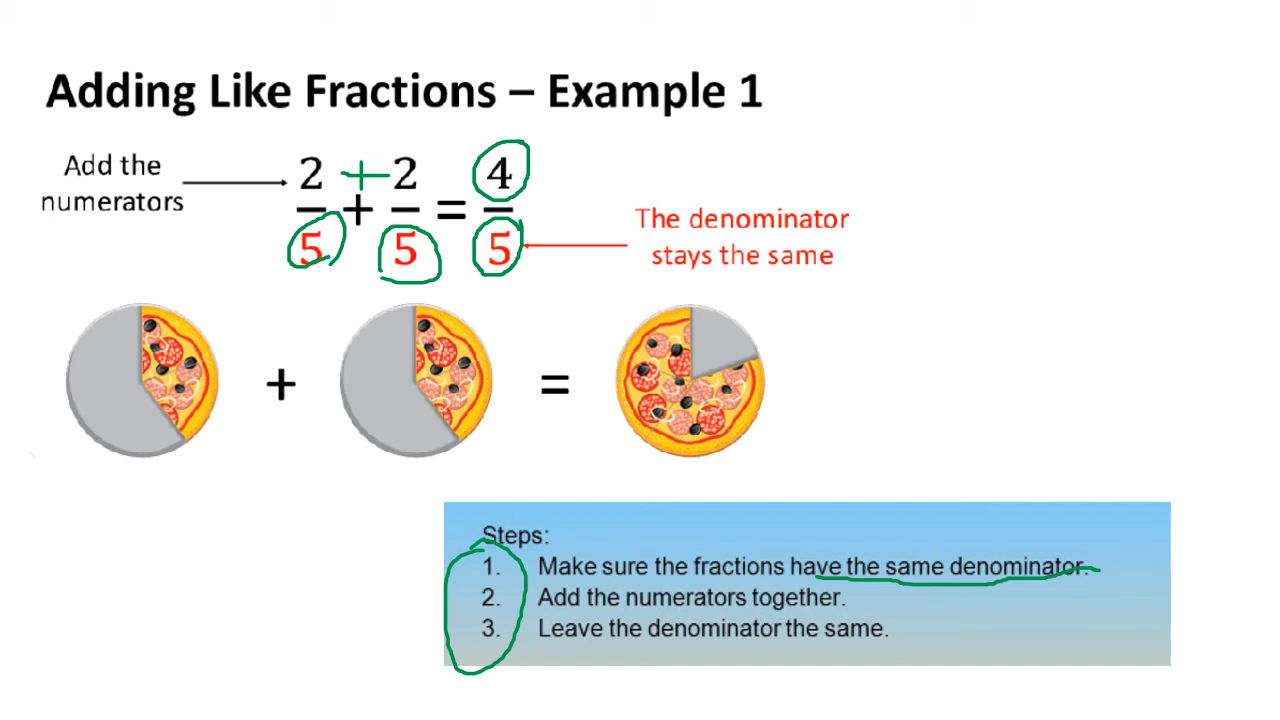 Adding Like Fractions – Example 1
Add the
numerators
2 + 2 4
+ =
5 5 5
The denominator
stays the same
+ =
Steps:
1. Make sure the fractions have the same denominator.
2. Add the numerators together.
3. Leave the denominator the same.